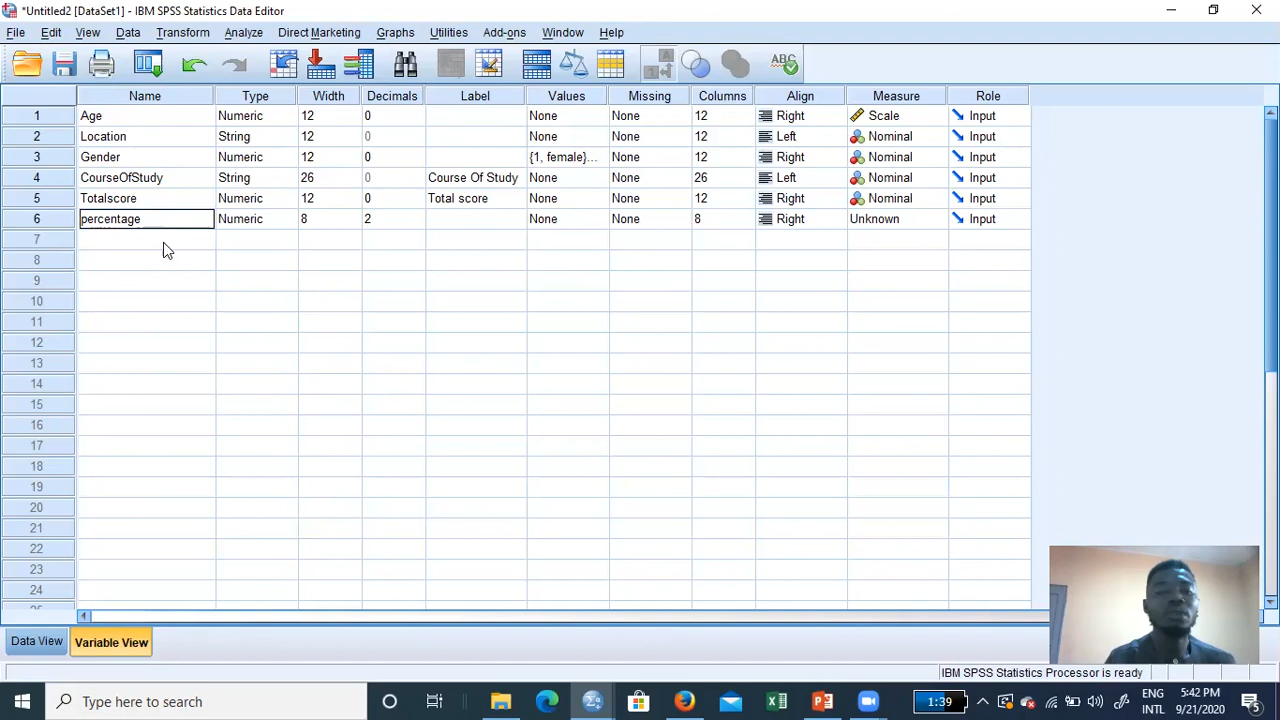 *Untitled2 [DataSet1] - IBM SPSS Statistics Data Editor
File Edit View Data Transform Analyze Direct Marketing Graphs Utilities Add-ons Window Help
Name Type Width Decimals Label Values Missing Columns Align Measure Role
1 Age Numeric 12 0 None None 12 Right Scale Input
2 Location String 12 0 None None 12 Left Nominal Input
3 Gender Numeric 12 0 {1, female}... None 12 Right Nominal Input
4 CourseOfStudy String 26 0 Course Of Study None None 26 Left Nominal Input
5 Totalscore Numeric 12 0 Total score None None 12 Right Nominal Input
6 percentage Numeric 8 2 None None 8 Right Unknown Input
7
8
9
10
11
12
13
14
15
16
17
18
19
20
21
22
23
24
Data View Variable View
IBM SPSS Statistics Processor is ready
Type here to search
1:39
ENG
INTL
5:42 PM
9/21/2020
5